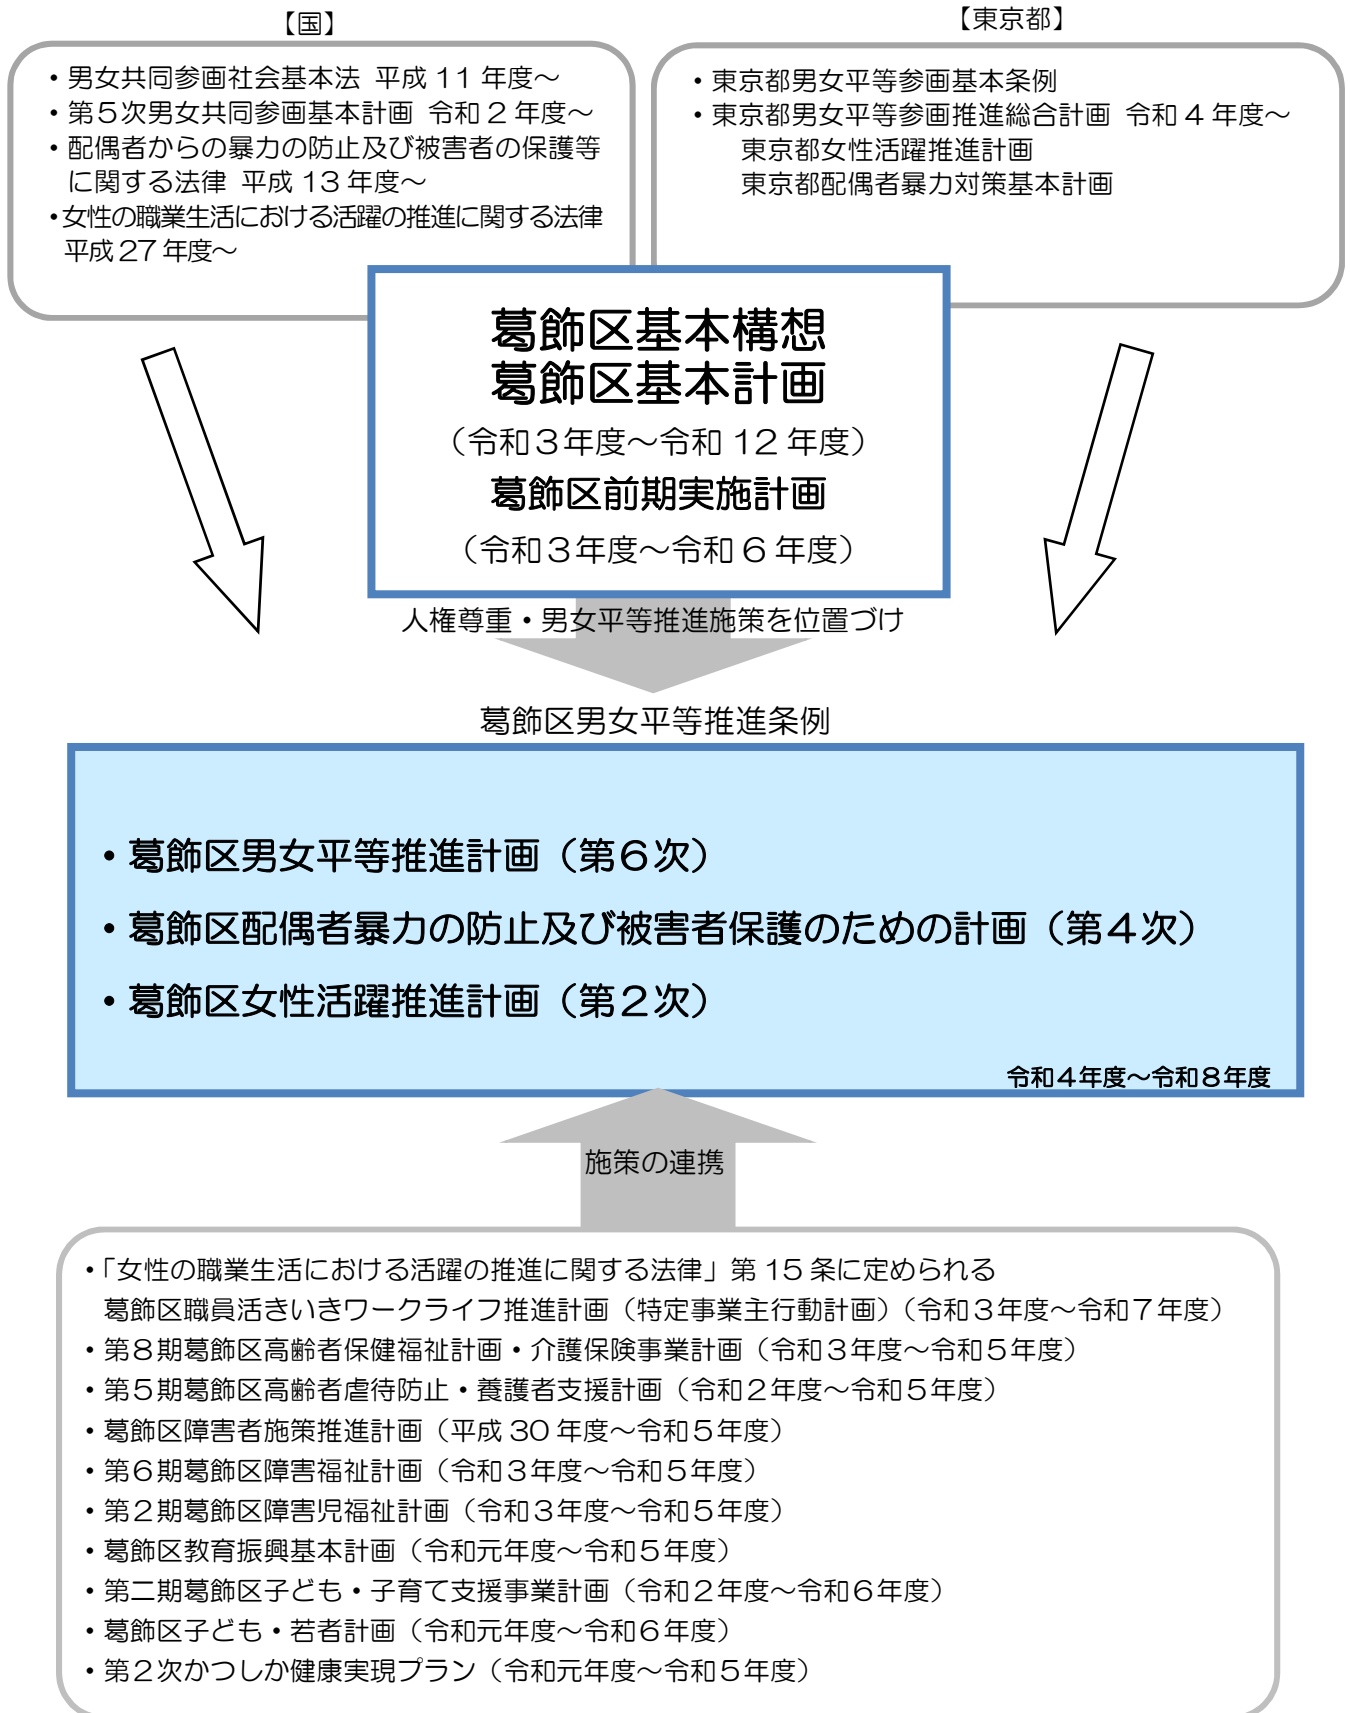 【国】
・男女共同参画社会基本法 平成 11 年度～
・第５次男女共同参画基本計画 令和 2 年度～
・配偶者からの暴力の防止及び被害者の保護等
に関する法律 平成 13 年度～
・女性の職業生活における活躍の推進に関する法律
平成 27 年度～
【東京都】
・東京都男女平等参画基本条例
・東京都男女平等参画推進総合計画 令和 4 年度～
東京都女性活躍推進計画
東京都配偶者暴力対策基本計画
葛飾区基本構想
葛飾区基本計画
（令和３年度～令和 12 年度）
葛飾区前期実施計画
（令和３年度～令和 6 年度）
人権尊重・男女平等推進施策を位置づけ
葛飾区男女平等推進条例
・葛飾区男女平等推進計画（第６次）
・葛飾区配偶者暴力の防止及び被害者保護のための計画（第４次）
・葛飾区女性活躍推進計画（第２次）
令和４年度～令和８年度
施策の連携
・「女性の職業生活における活躍の推進に関する法律」第 15 条に定められる
葛飾区職員活きいきワークライフ推進計画（特定事業主行動計画）（令和３年度～令和７年度）
・第８期葛飾区高齢者保健福祉計画・介護保険事業計画（令和３年度～令和５年度）
・第５期葛飾区高齢者虐待防止・養護者支援計画（令和２年度～令和５年度）
・葛飾区障害者施策推進計画（平成 30 年度～令和５年度）
・第６期葛飾区障害福祉計画（令和３年度～令和５年度）
・第２期葛飾区障害児福祉計画（令和３年度～令和５年度）
・葛飾区教育振興基本計画（令和元年度～令和５年度）
・第二期葛飾区子ども・子育て支援事業計画（令和２年度～令和６年度）
・葛飾区子ども・若者計画（令和元年度～令和６年度）
・第２次かつしか健康実現プラン（令和元年度～令和５年度）